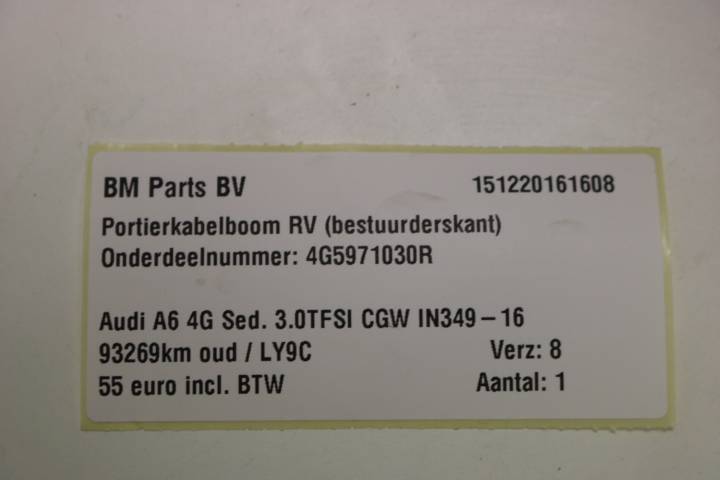 BM Parts BV 151220161608
Portierkabelboom RV (bestuurderskant)
Onderdeelnummer: 4G5971030R
Audi A6 4G Sed. 3.0TFSI CGW IN349-16
93269km oud / LY9C Verz: 8
55 euro incl. BTW Aantal: 1